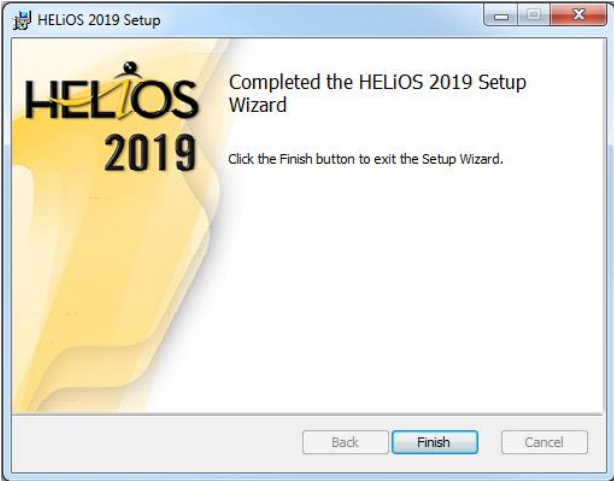 HELiOS 2019 Setup
HELiOS
2019
Completed the HELiOS 2019 Setup
Wizard
Click the Finish button to exit the Setup Wizard.
Back
Finish
Cancel